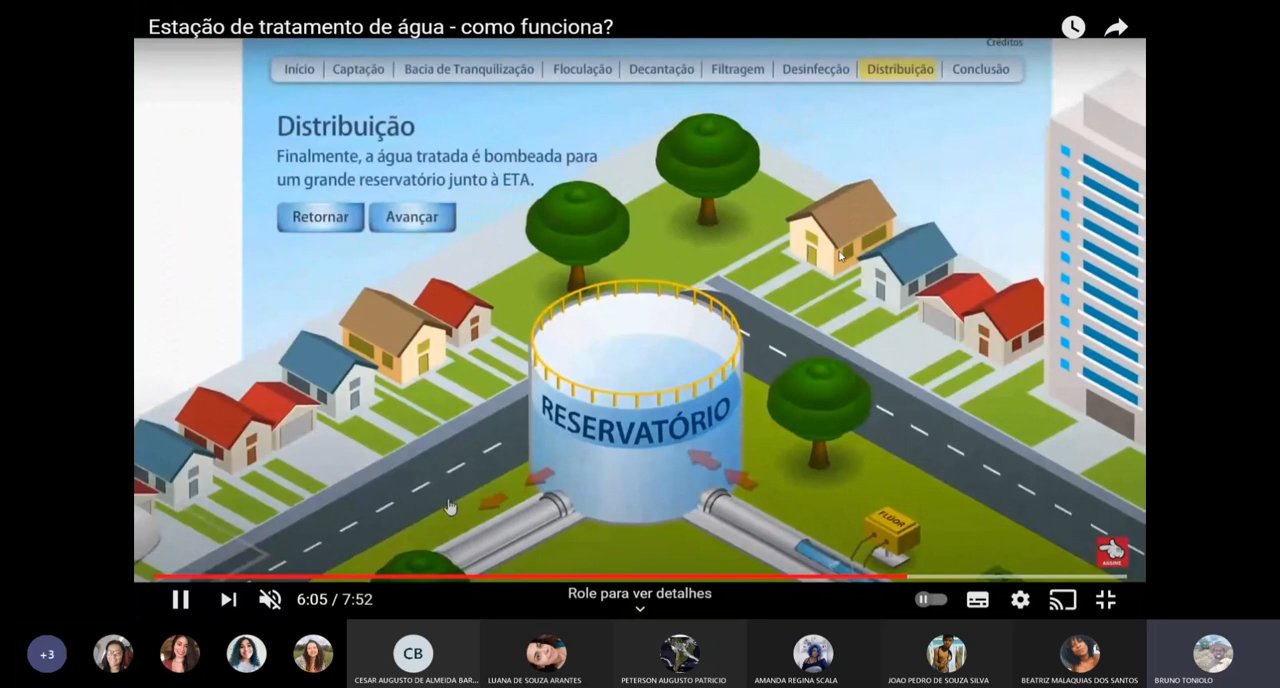 Estação de tratamento de água - como funciona?
Créditos
Início | Captação | Bacia de Tranquilização | Floculação | Decantação | Filtragem | Desinfecção | Distribuição | Conclusão
Distribuição
Finalmente, a água tratada é bombeada para
um grande reservatório junto à ETA.
Retornar Avançar
RESERVATÓRIO
FLÚOR
ASSINE
6:05 / 7:52
Role para ver detalhes
+3
CB
CESAR AUGUSTO DE ALMEIDA BAR...
LUANA DE SOUZA ARANTES
PETERSON AUGUSTO PATRICIO
AMANDA REGINA SCALA
JOAO PEDRO DE SOUZA SILVA
BEATRIZ MALAQUIAS DOS SANTOS
BRUNO TONIOLO